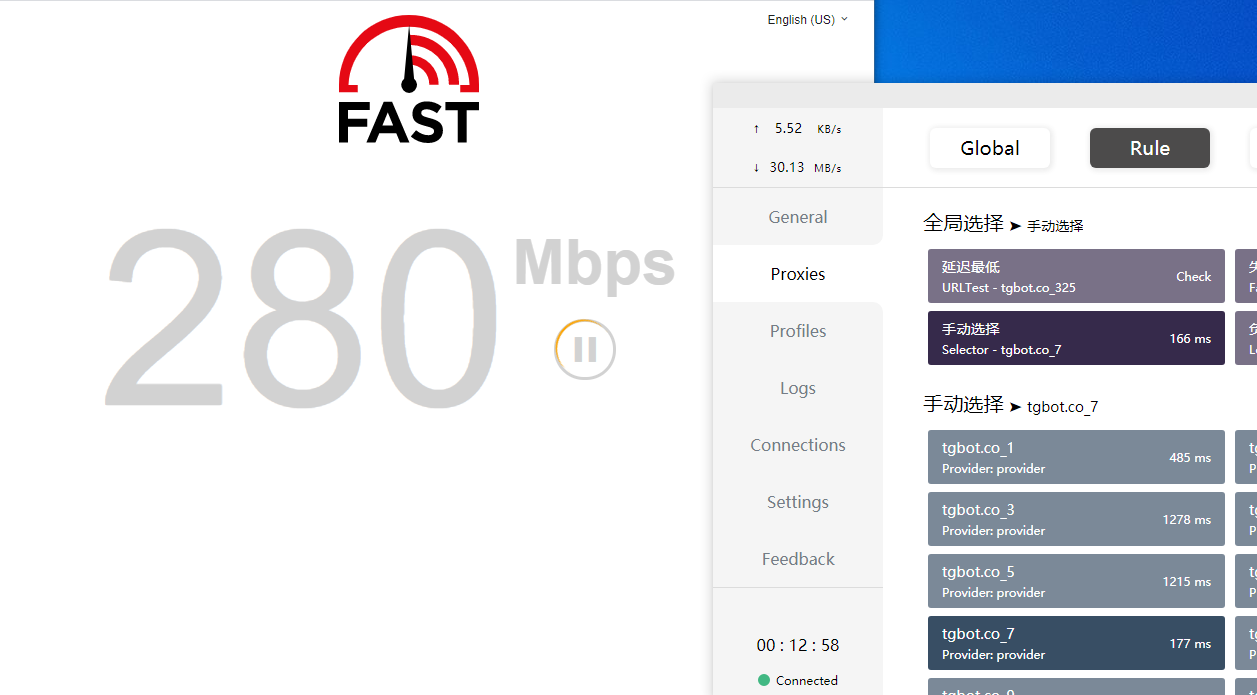 English (US)
FAST
280 Mbps
↑ 5.52 KB/s
↓ 30.13 MB/s
General
Proxies
Profiles
Logs
Connections
Settings
Feedback
00 : 12 : 58
Connected
Global
Rule
全局选择 ➤ 手动选择
延迟最低
URLTest - tgbot.co_325
Check
手动选择
Selector - tgbot.co_7
166 ms
手动选择 ➤ tgbot.co_7
tgbot.co_1
Provider: provider
485 ms
tgbot.co_3
Provider: provider
1278 ms
tgbot.co_5
Provider: provider
1215 ms
tgbot.co_7
Provider: provider
177 ms